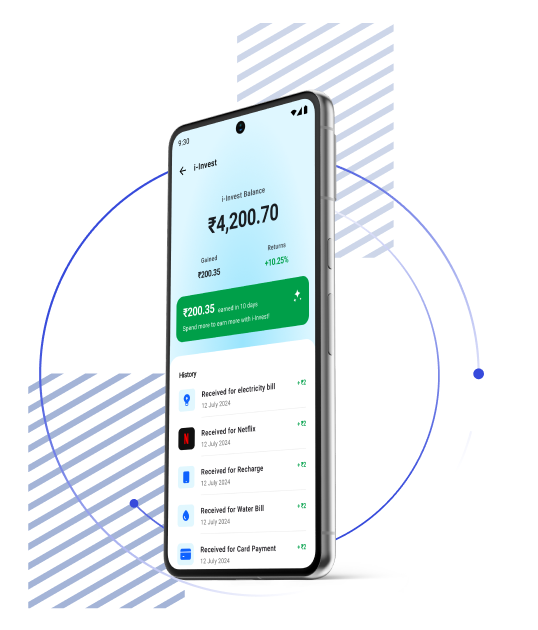 9:30
i-Invest
i-Invest Balance
₹4,200.70
Gained
Returns
₹200.35
+10.25%
₹200.35 earned in 10 days
Spend more to earn more with i-Invest!
History
Received for electricity bill
+₹2
12 July 2024
N
Received for Netflix
+₹2
12 July 2024
Received for Recharge
+₹2
12 July 2024
Received for Water Bill
+₹2
12 July 2024
Received for Card Payment
+₹2
12 July 2024